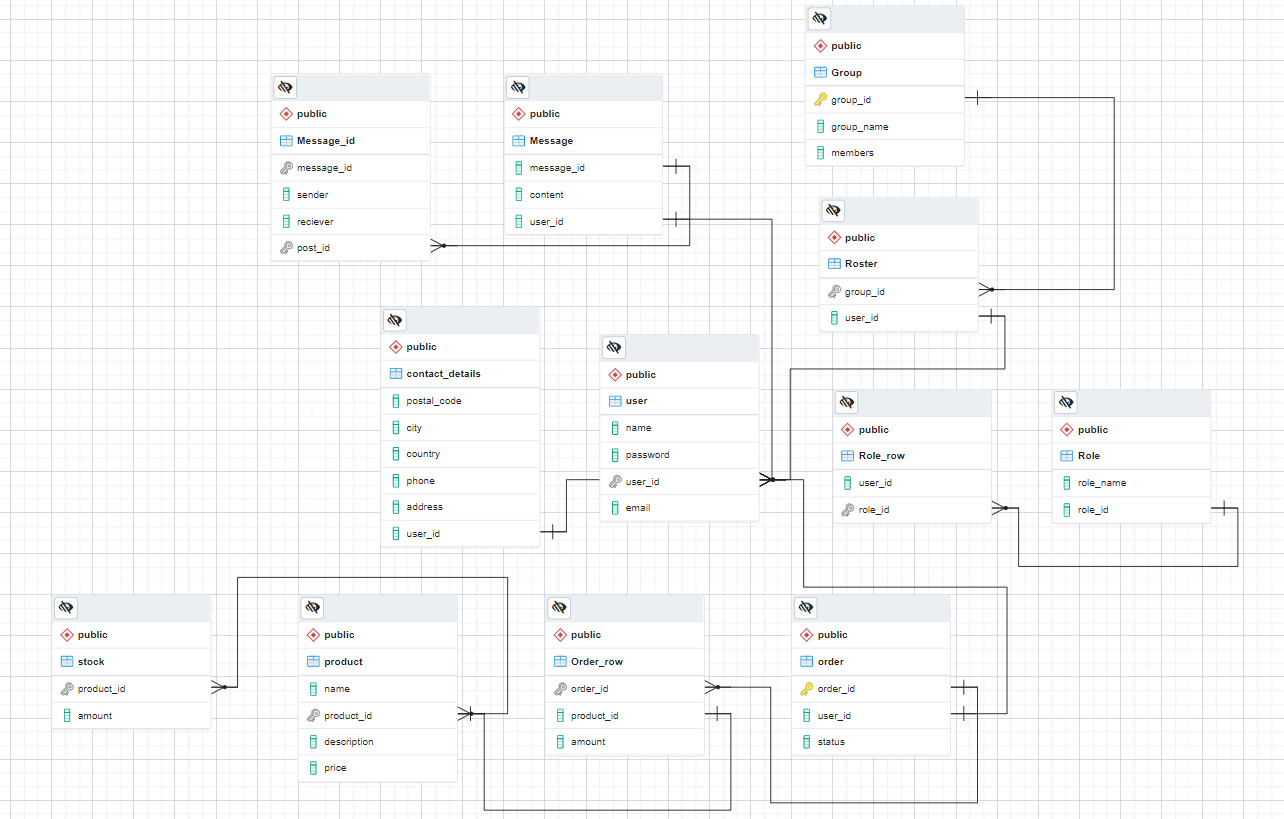 public
Group
group_id
group_name
members
public
Message_id
message_id
sender
reciever
post_id
public
Message
message_id
content
user_id
public
Roster
group_id
user_id
public
contact_details
postal_code
city
country
phone
address
user_id
public
user
name
password
user_id
email
public
Role_row
user_id
role_id
public
Role
role_name
role_id
public
stock
product_id
amount
public
product
name
product_id
description
price
public
Order_row
order_id
product_id
amount
public
order
order_id
user_id
status